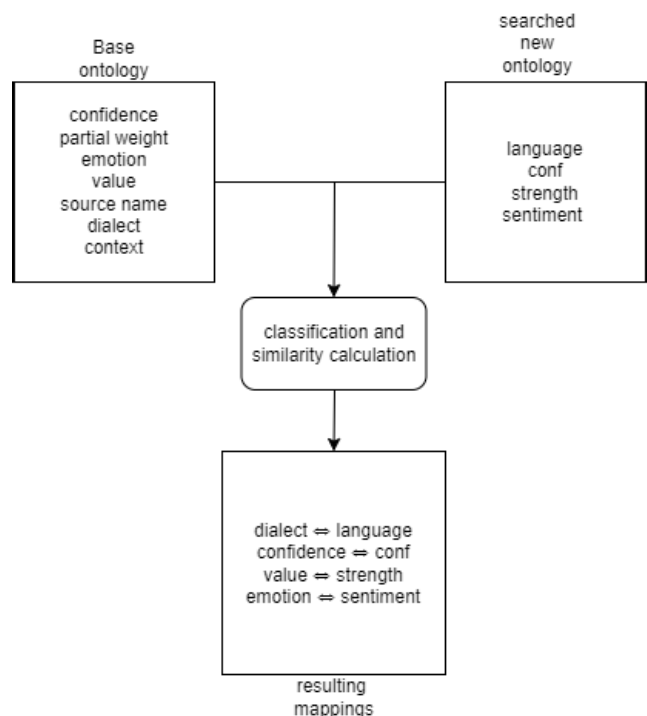 Base
ontology
confidence
partial weight
emotion
value
source name
dialect
context
searched
new
ontology
language
conf
strength
sentiment
classification and
similarity calculation
dialect ⇔ language
confidence ⇔ conf
value ⇔ strength
emotion ⇔ sentiment
resulting
mappings